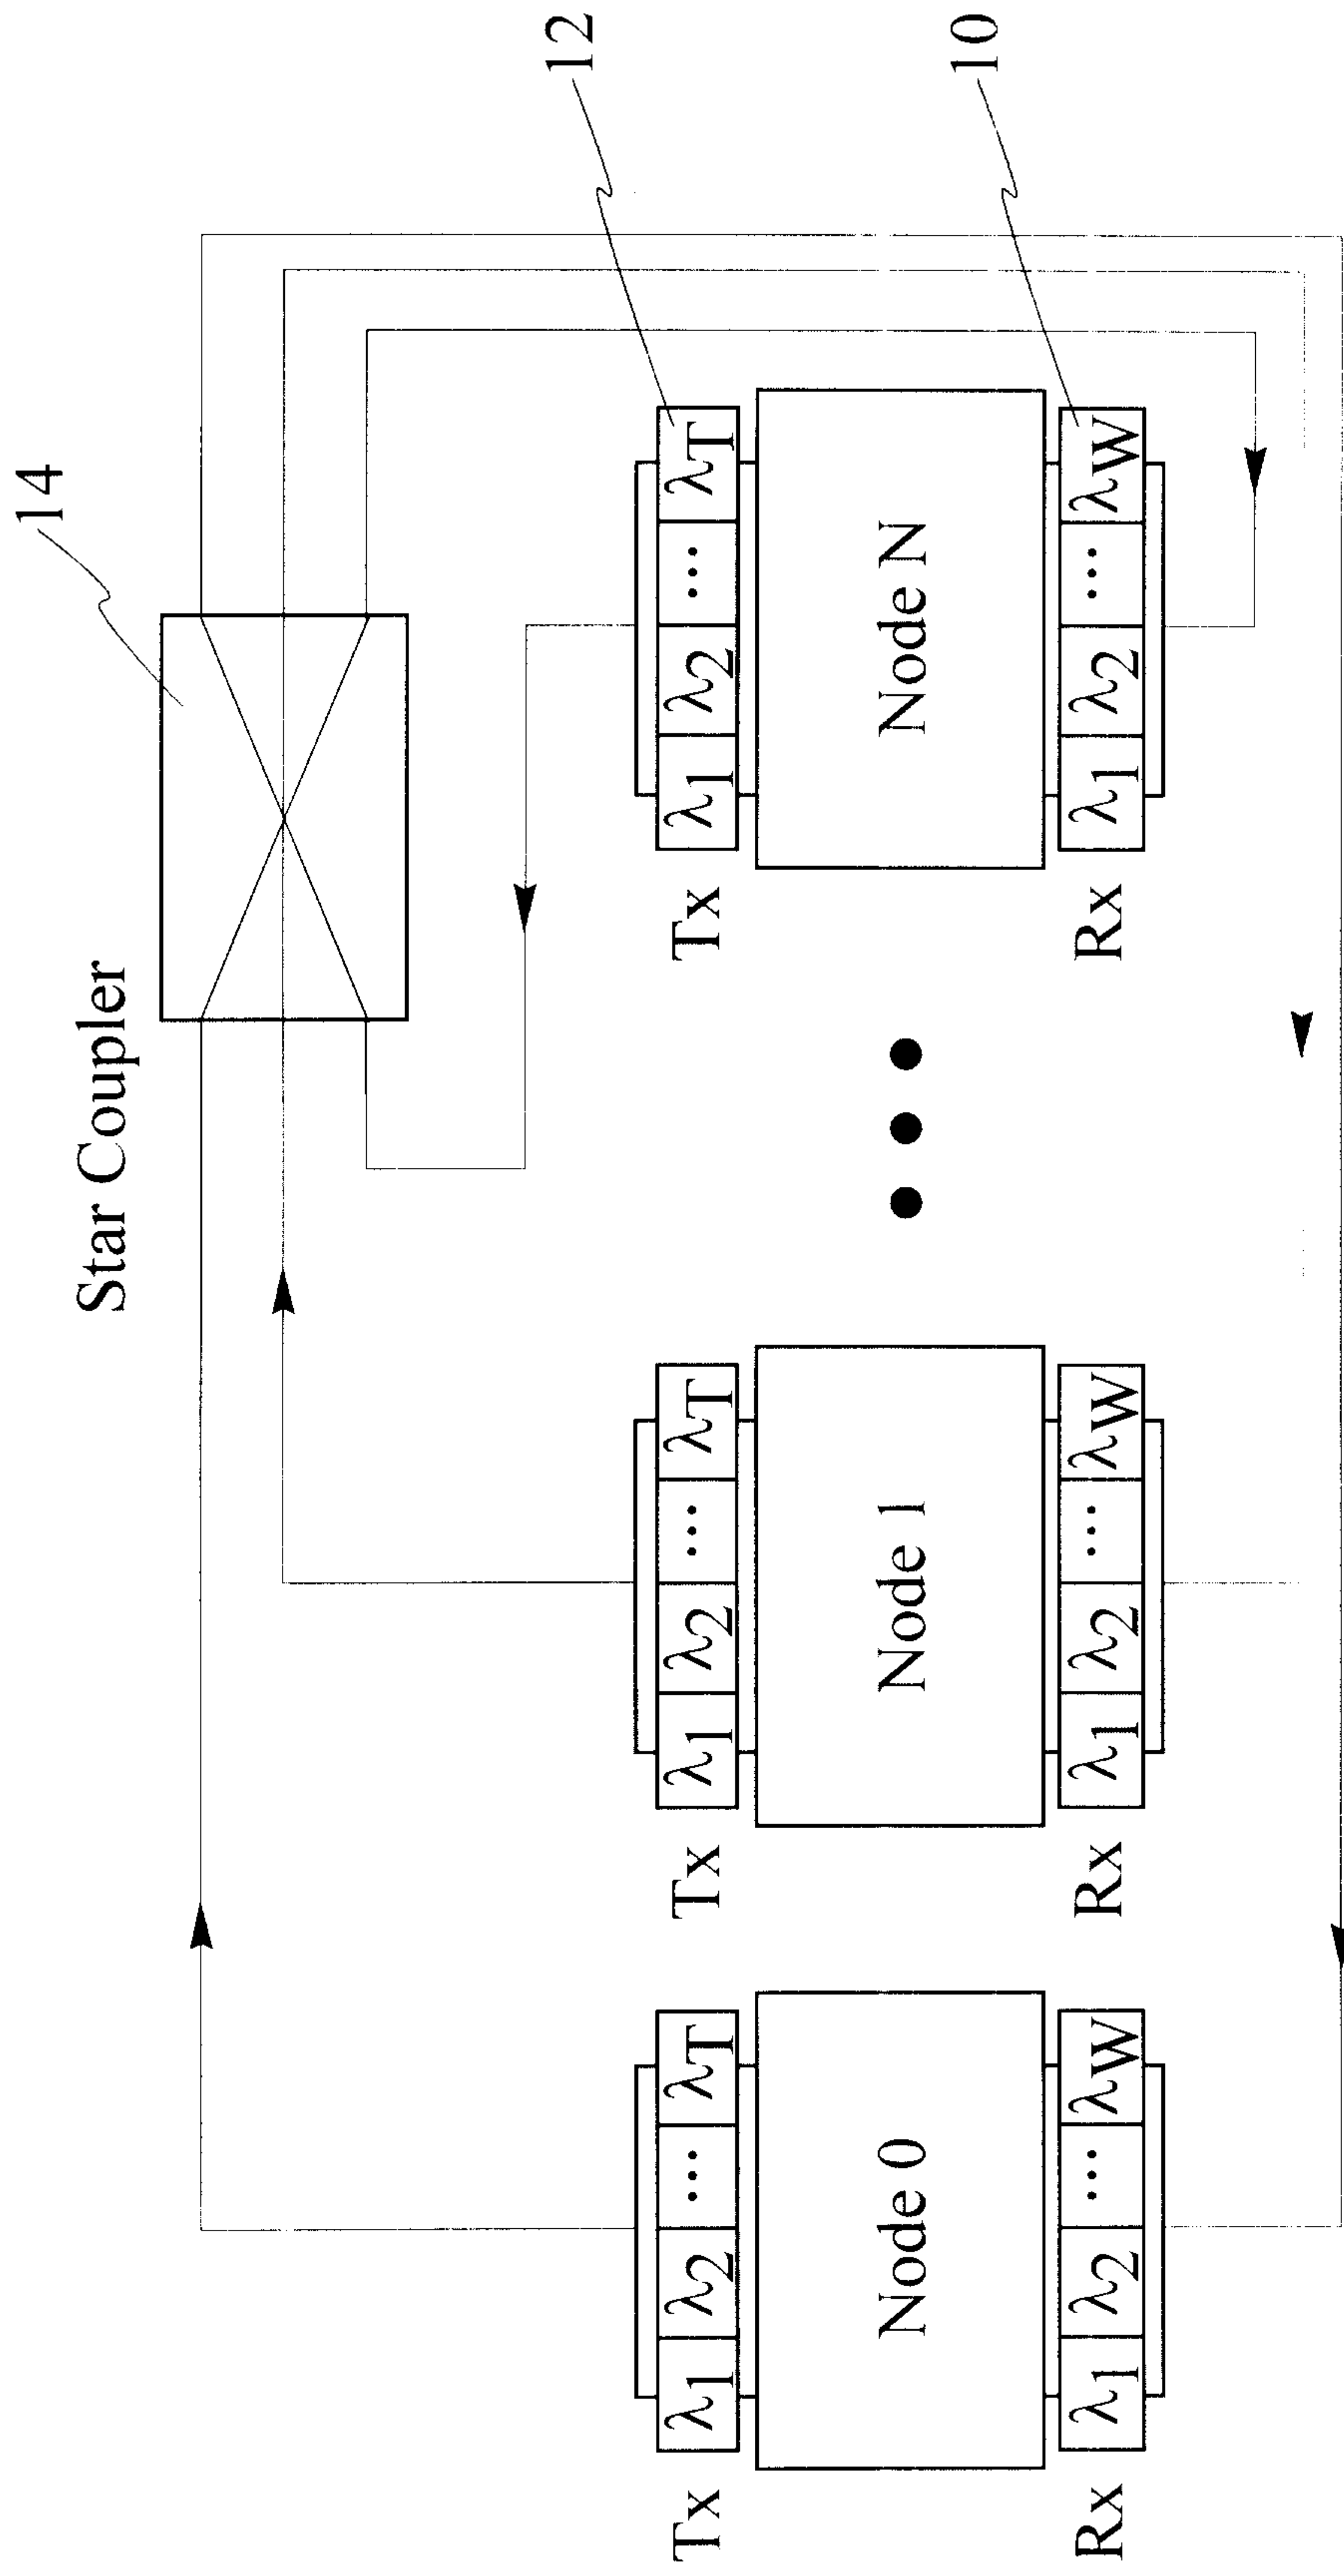 Star Coupler
14
12
Tx λ1 λ2 ... λT
Tx λ1 λ2 ... λT
Tx λ1 λ2 ... λT
Node 0
Node 1
Node N
10
Rx λ1 λ2 ... λW
Rx λ1 λ2 ... λW
Rx λ1 λ2 ... λW